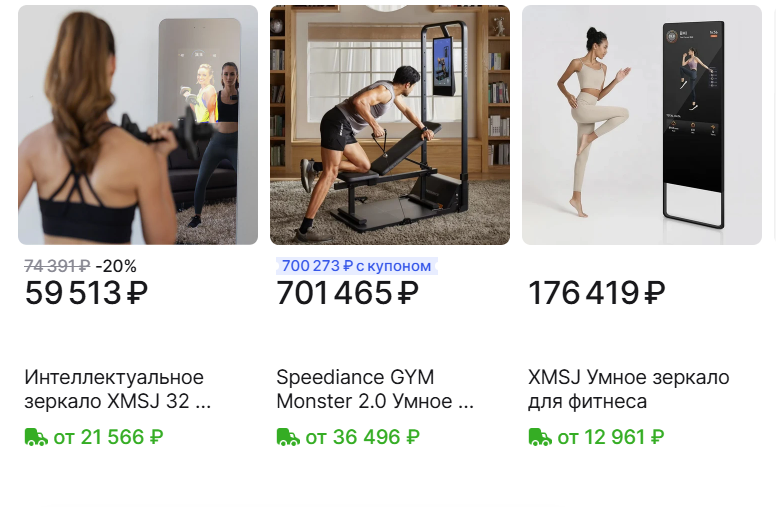 74 391 ₽ -20%
59 513 ₽
Интеллектуальное
зеркало XMSJ 32 ...
от 21 566 ₽
700 273 ₽ с купоном
701 465 ₽
Speediance GYM
Monster 2.0 Умное ...
от 36 496 ₽
176 419 ₽
XMSJ Умное зеркало
для фитнеса
от 12 961 ₽